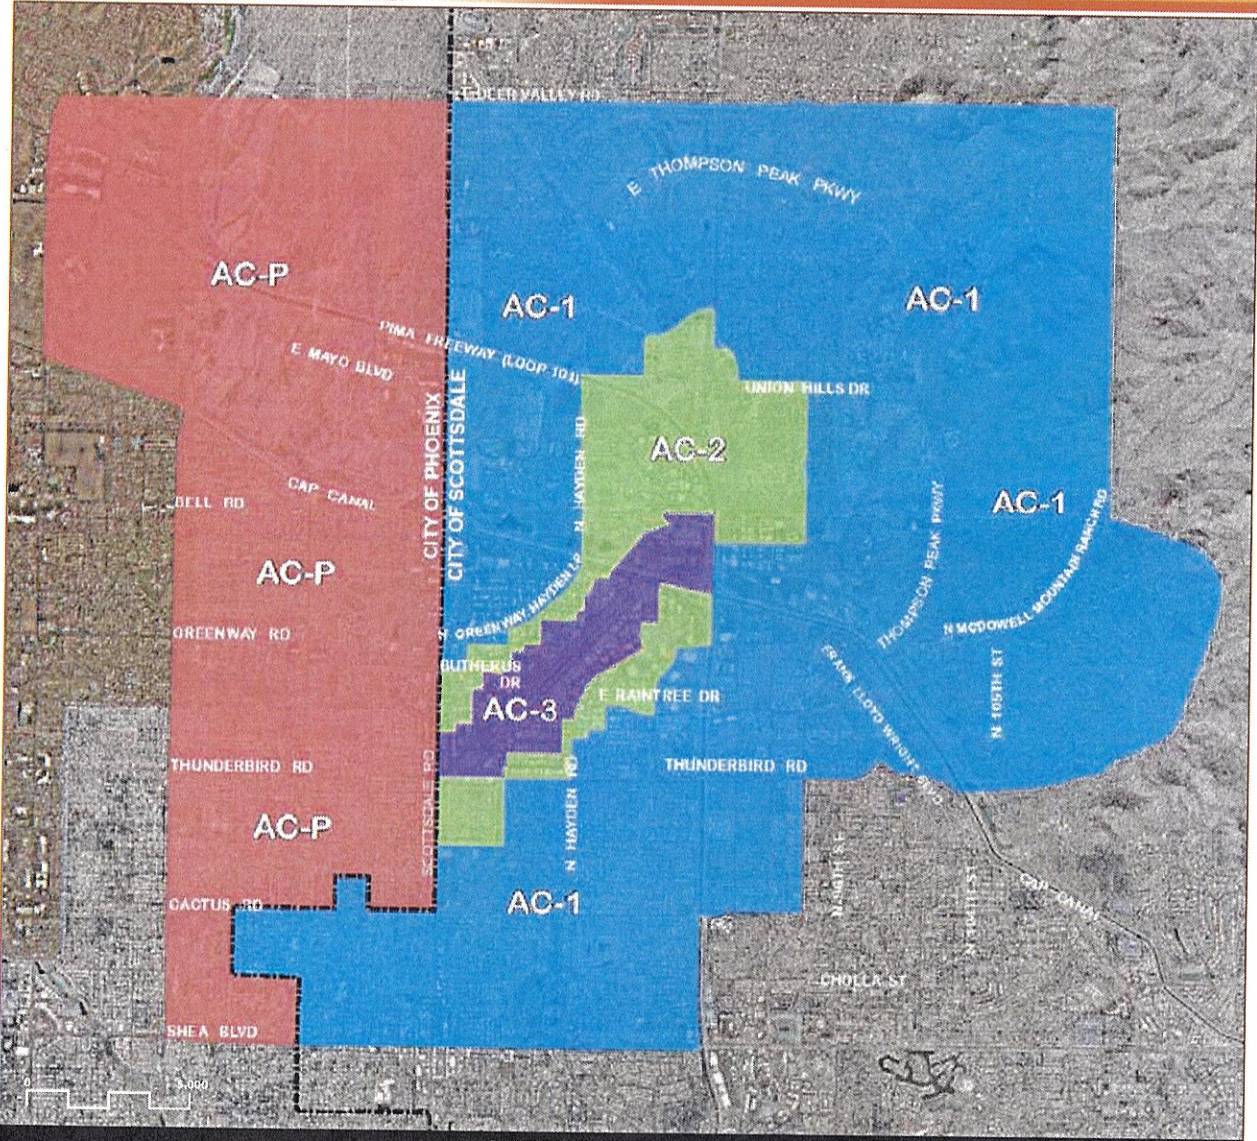 E DEER VALLEY RD
E THOMPSON PEAK PKWY
AC-P
AC-1
AC-1
PIMA FREEWAY (LOOP 101)
E MAYO BLVD
UNION HILLS DR
CITY OF PHOENIX
CITY OF SCOTTSDALE
N HAYDEN RD
AC-2
CAP CANAL
BELL RD
AC-1
THOMPSON PEAK PKWY
N MCDOWELL MOUNTAIN RANCH RD
AC-P
N GREENWAY-HAYDEN LP
GREENWAY RD
BUTHERUS
DR
AC-3
E RAINTREE DR
FRANK LLOYD WRIGHT BLVD
N 105TH ST
THUNDERBIRD RD
SCOTTSDALE RD
N HAYDEN RD
THUNDERBIRD RD
AC-P
AC-1
CACTUS RD
N 96TH ST
CAP CANAL
CHOLLA ST
SHEA BLVD
0
5,000